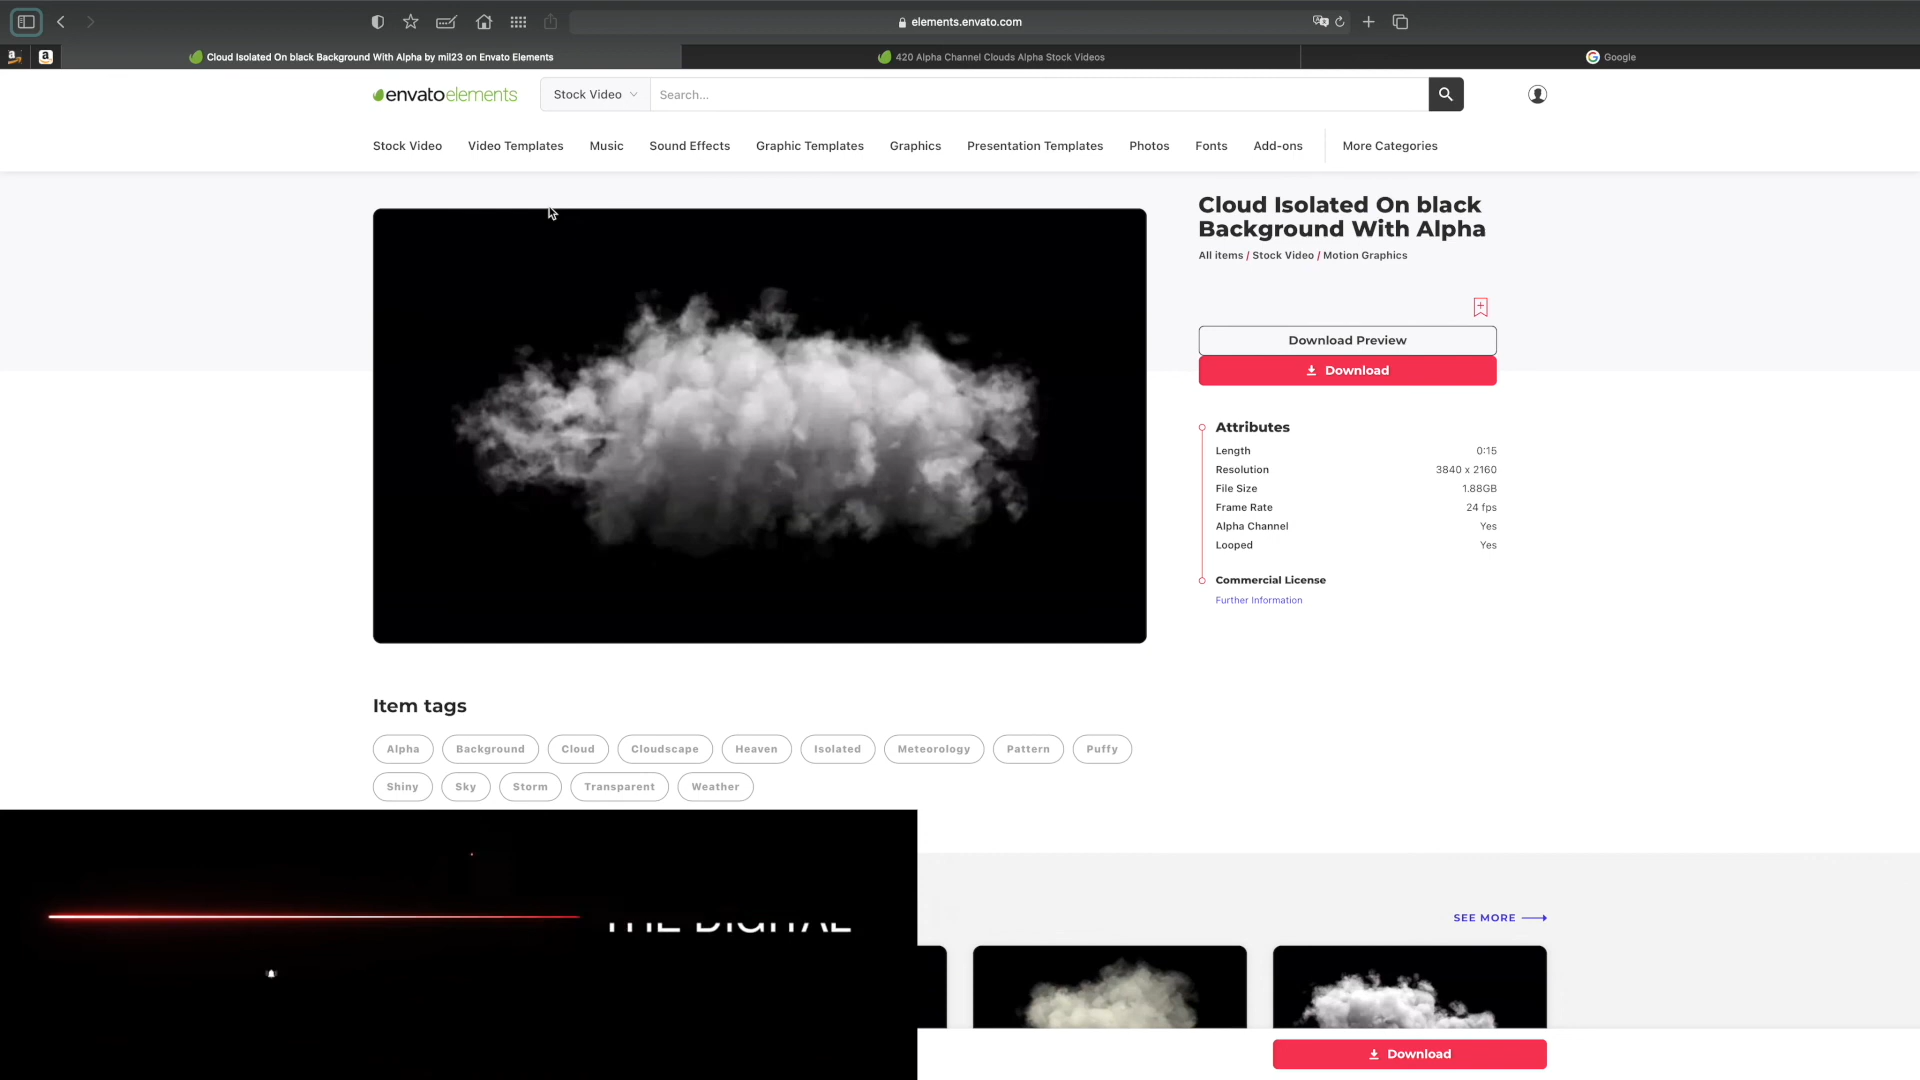 elements.envato.com
Cloud Isolated On black Background With Alpha by mil23 on Envato Elements
420 Alpha Channel Clouds Alpha Stock Videos
Google
envatoelements
Stock Video
Search...
Stock Video
Video Templates
Music
Sound Effects
Graphic Templates
Graphics
Presentation Templates
Photos
Fonts
Add-ons
More Categories
Cloud Isolated On black
Background With Alpha
All items / Stock Video / Motion Graphics
Download Preview
Download
Attributes
Length 0:15
Resolution 3840 x 2160
File Size 1.88GB
Frame Rate 24 fps
Alpha Channel Yes
Looped Yes
Commercial License
Further Information
Item tags
Alpha
Background
Cloud
Cloudscape
Heaven
Isolated
Meteorology
Pattern
Puffy
Shiny
Sky
Storm
Transparent
Weather
THE DIGITAL
SEE MORE
Download